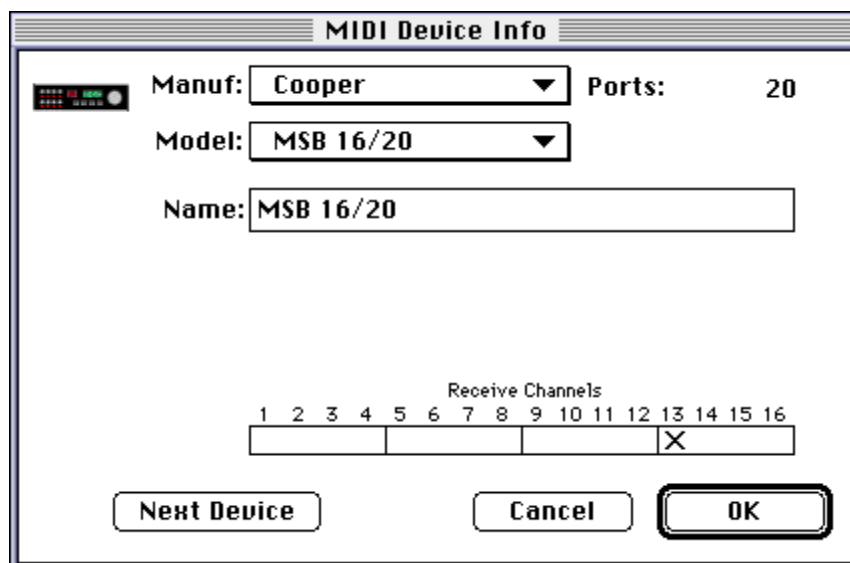 MIDI Device Info
Manuf: Cooper Ports: 20
Model: MSB 16/20
Name: MSB 16/20
Receive Channels
1 2 3 4 5 6 7 8 9 10 11 12 13 14 15 16
X
Next Device Cancel OK